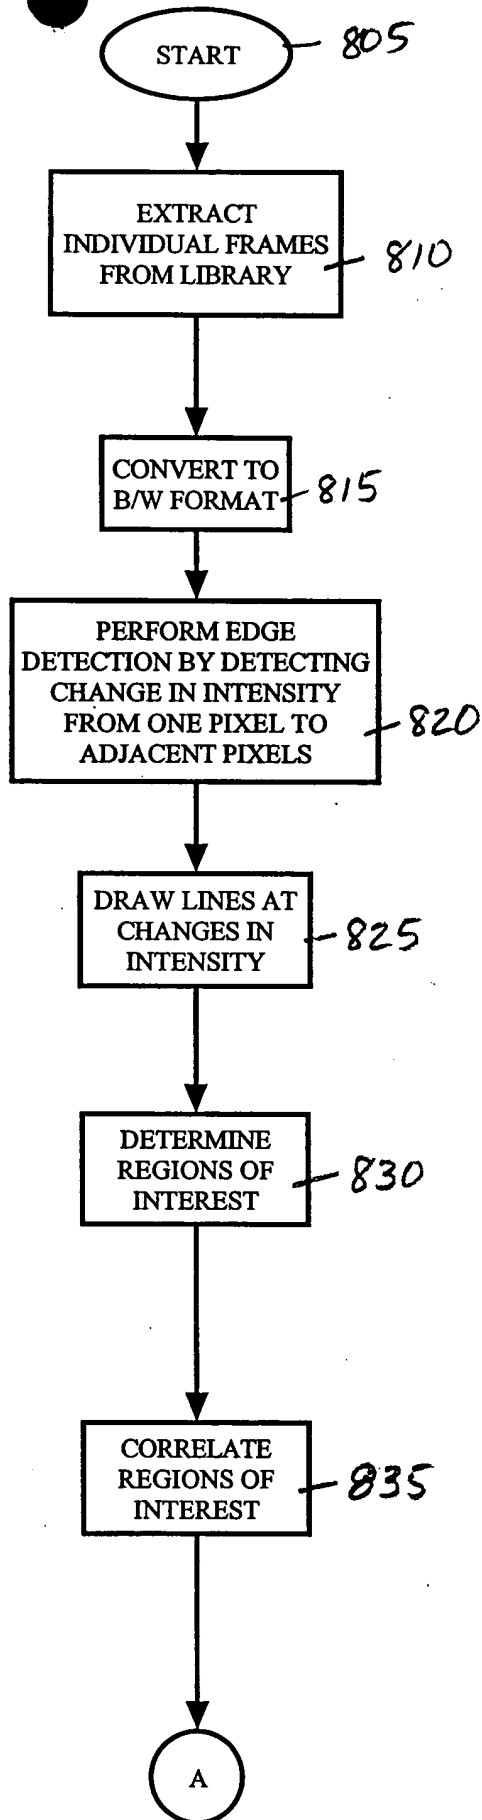 START
805
EXTRACT
INDIVIDUAL FRAMES
FROM LIBRARY
810
CONVERT TO
B/W FORMAT
815
PERFORM EDGE
DETECTION BY DETECTING
CHANGE IN INTENSITY
FROM ONE PIXEL TO
ADJACENT PIXELS
820
DRAW LINES AT
CHANGES IN
INTENSITY
825
DETERMINE
REGIONS OF
INTEREST
830
CORRELATE
REGIONS OF
INTEREST
835
A